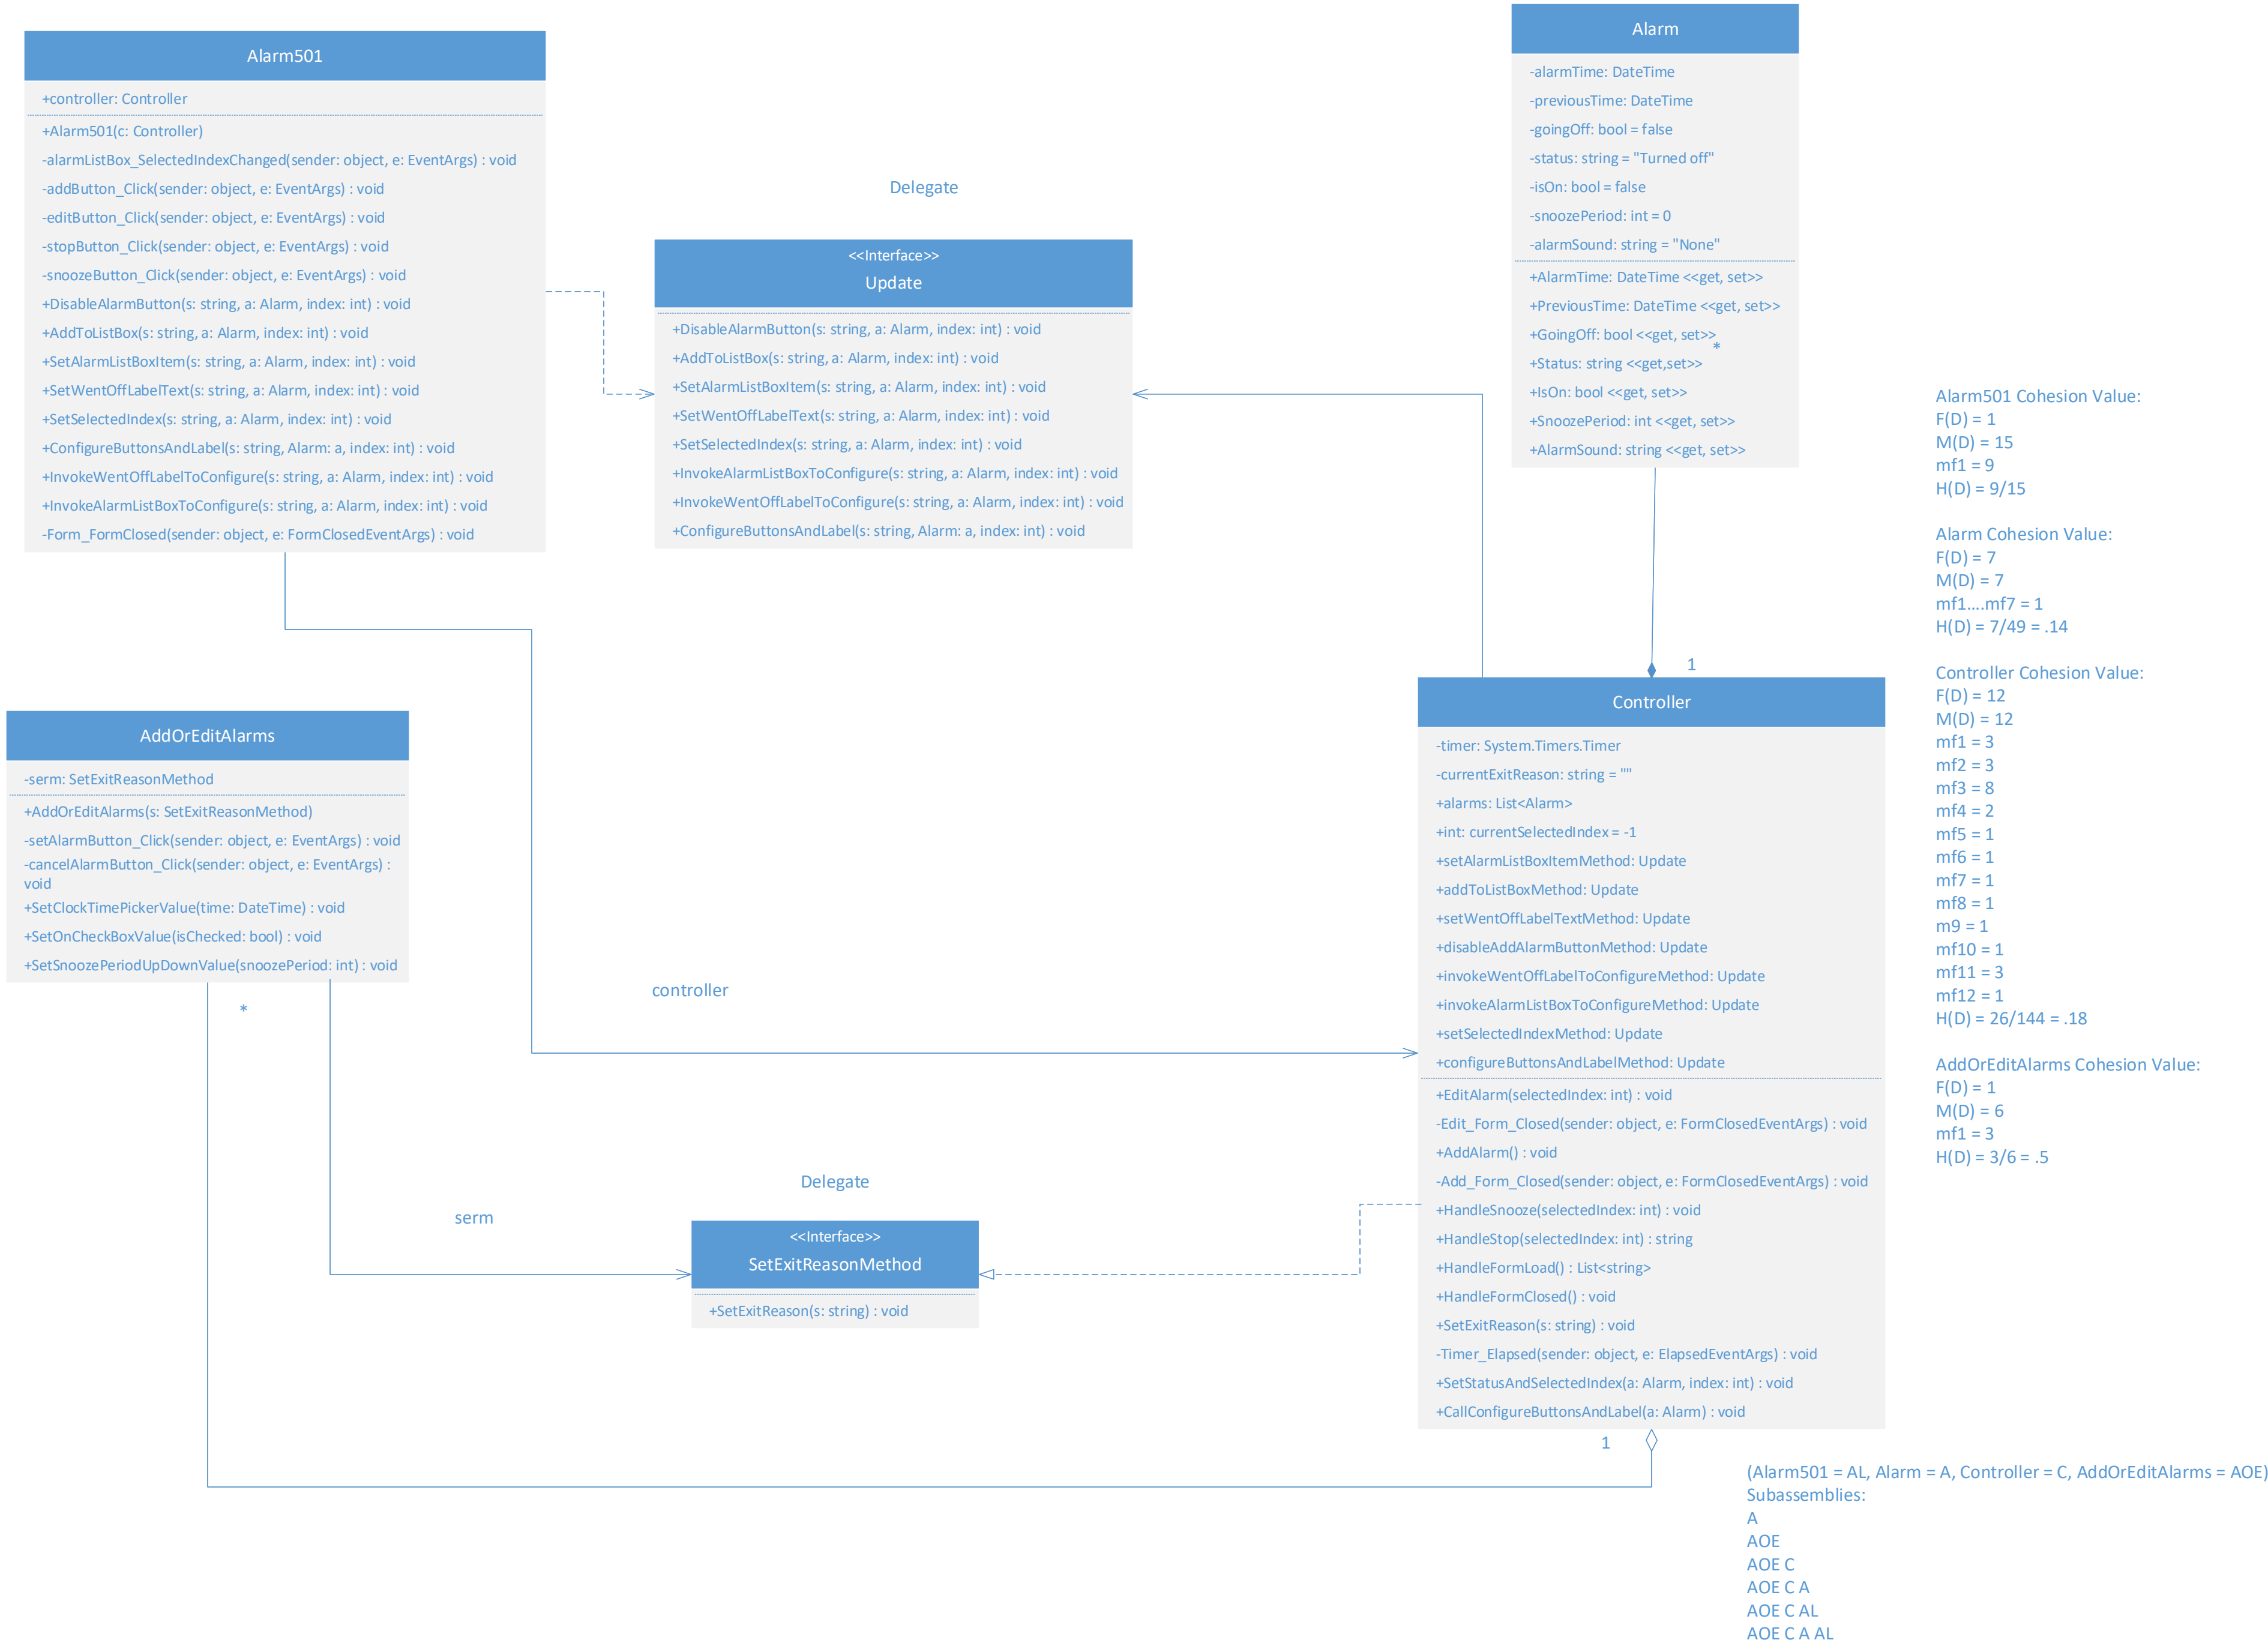 Alarm501
+controller: Controller
+Alarm501(c: Controller)
-alarmListBox_SelectedIndexChanged(sender: object, e: EventArgs) : void
-addButton_Click(sender: object, e: EventArgs) : void
-editButton_Click(sender: object, e: EventArgs) : void
-stopButton_Click(sender: object, e: EventArgs) : void
-snoozeButton_Click(sender: object, e: EventArgs) : void
+DisableAlarmButton(s: string, a: Alarm, index: int) : void
+AddToListBox(s: string, a: Alarm, index: int) : void
+SetAlarmListBoxItem(s: string, a: Alarm, index: int) : void
+SetWentOffLabelText(s: string, a: Alarm, index: int) : void
+SetSelectedIndex(s: string, a: Alarm, index: int) : void
+ConfigureButtonsAndLabel(s: string, Alarm: a, index: int) : void
+InvokeWentOffLabelToConfigure(s: string, a: Alarm, index: int) : void
+InvokeAlarmListBoxToConfigure(s: string, a: Alarm, index: int) : void
-Form_FormClosed(sender: object, e: FormClosedEventArgs) : void
Delegate
<<Interface>>
Update
+DisableAlarmButton(s: string, a: Alarm, index: int) : void
+AddToListBox(s: string, a: Alarm, index: int) : void
+SetAlarmListBoxItem(s: string, a: Alarm, index: int) : void
+SetWentOffLabelText(s: string, a: Alarm, index: int) : void
+SetSelectedIndex(s: string, a: Alarm, index: int) : void
+InvokeAlarmListBoxToConfigure(s: string, a: Alarm, index: int) : void
+InvokeWentOffLabelToConfigure(s: string, a: Alarm, index: int) : void
+ConfigureButtonsAndLabel(s: string, Alarm: a, index: int) : void
Alarm
-alarmTime: DateTime
-previousTime: DateTime
-goingOff: bool = false
-status: string = "Turned off"
-isOn: bool = false
-snoozePeriod: int = 0
-alarmSound: string = "None"
+AlarmTime: DateTime <<get, set>>
+PreviousTime: DateTime <<get, set>>
+GoingOff: bool <<get, set>>
*
+Status: string <<get,set>>
+IsOn: bool <<get, set>>
+SnoozePeriod: int <<get, set>>
+AlarmSound: string <<get, set>>
1
Alarm501 Cohesion Value:
F(D) = 1
M(D) = 15
mf1 = 9
H(D) = 9/15
Alarm Cohesion Value:
F(D) = 7
M(D) = 7
mf1....mf7 = 1
H(D) = 7/49 = .14
Controller Cohesion Value:
F(D) = 12
M(D) = 12
mf1 = 3
mf2 = 3
mf3 = 8
mf4 = 2
mf5 = 1
mf6 = 1
mf7 = 1
mf8 = 1
m9 = 1
mf10 = 1
mf11 = 3
mf12 = 1
H(D) = 26/144 = .18
AddOrEditAlarms Cohesion Value:
F(D) = 1
M(D) = 6
mf1 = 3
H(D) = 3/6 = .5
AddOrEditAlarms
-serm: SetExitReasonMethod
+AddOrEditAlarms(s: SetExitReasonMethod)
-setAlarmButton_Click(sender: object, e: EventArgs) : void
-cancelAlarmButton_Click(sender: object, e: EventArgs) :
void
+SetClockTimePickerValue(time: DateTime) : void
+SetOnCheckBoxValue(isChecked: bool) : void
+SetSnoozePeriodUpDownValue(snoozePeriod: int) : void
*
controller
serm
Delegate
<<Interface>>
SetExitReasonMethod
+SetExitReason(s: string) : void
Controller
-timer: System.Timers.Timer
-currentExitReason: string = ""
+alarms: List<Alarm>
+int: currentSelectedIndex = -1
+setAlarmListBoxItemMethod: Update
+addToListBoxMethod: Update
+setWentOffLabelTextMethod: Update
+disableAddAlarmButtonMethod: Update
+invokeWentOffLabelToConfigureMethod: Update
+invokeAlarmListBoxToConfigureMethod: Update
+setSelectedIndexMethod: Update
+configureButtonsAndLabelMethod: Update
+EditAlarm(selectedIndex: int) : void
-Edit_Form_Closed(sender: object, e: FormClosedEventArgs) : void
+AddAlarm() : void
-Add_Form_Closed(sender: object, e: FormClosedEventArgs) : void
+HandleSnooze(selectedIndex: int) : void
+HandleStop(selectedIndex: int) : string
+HandleFormLoad() : List<string>
+HandleFormClosed() : void
+SetExitReason(s: string) : void
-Timer_Elapsed(sender: object, e: ElapsedEventArgs) : void
+SetStatusAndSelectedIndex(a: Alarm, index: int) : void
+CallConfigureButtonsAndLabel(a: Alarm) : void
1
(Alarm501 = AL, Alarm = A, Controller = C, AddOrEditAlarms = AOE)
Subassemblies:
A
AOE
AOE C
AOE C A
AOE C AL
AOE C A AL